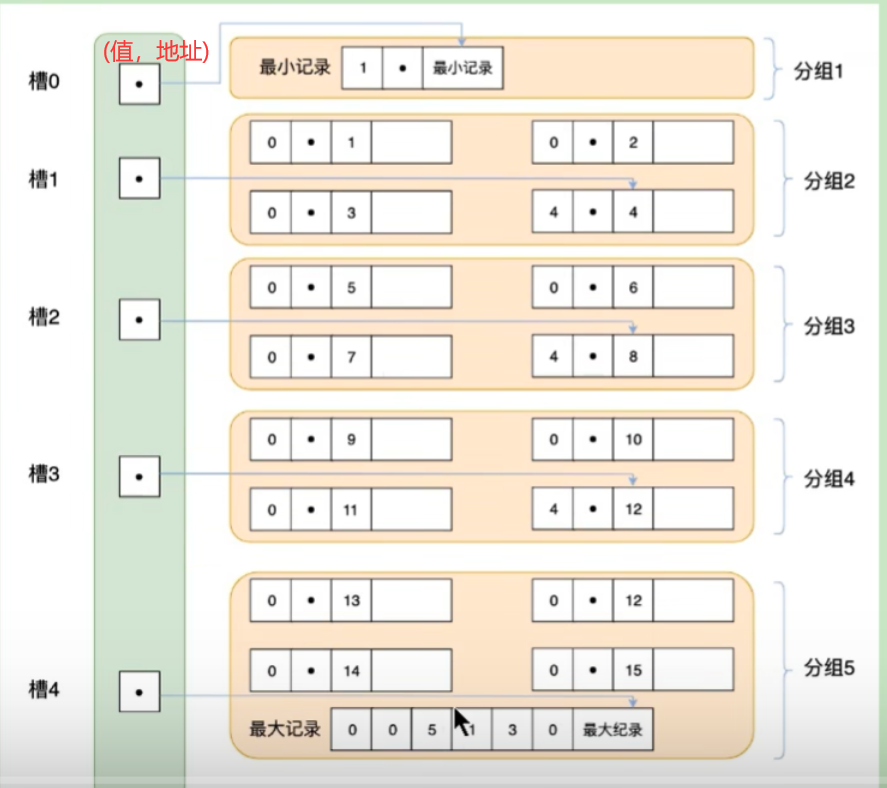 (值，地址)
槽0
最小记录 1 • 最小记录
分组1
0 • 1
0 • 2
槽1
分组2
0 • 3
4 • 4
0 • 5
0 • 6
槽2
分组3
0 • 7
4 • 8
0 • 9
0 • 10
槽3
分组4
0 • 11
4 • 12
0 • 13
0 • 12
0 • 14
0 • 15
槽4
分组5
最大记录 0 0 5 1 3 0 最大纪录